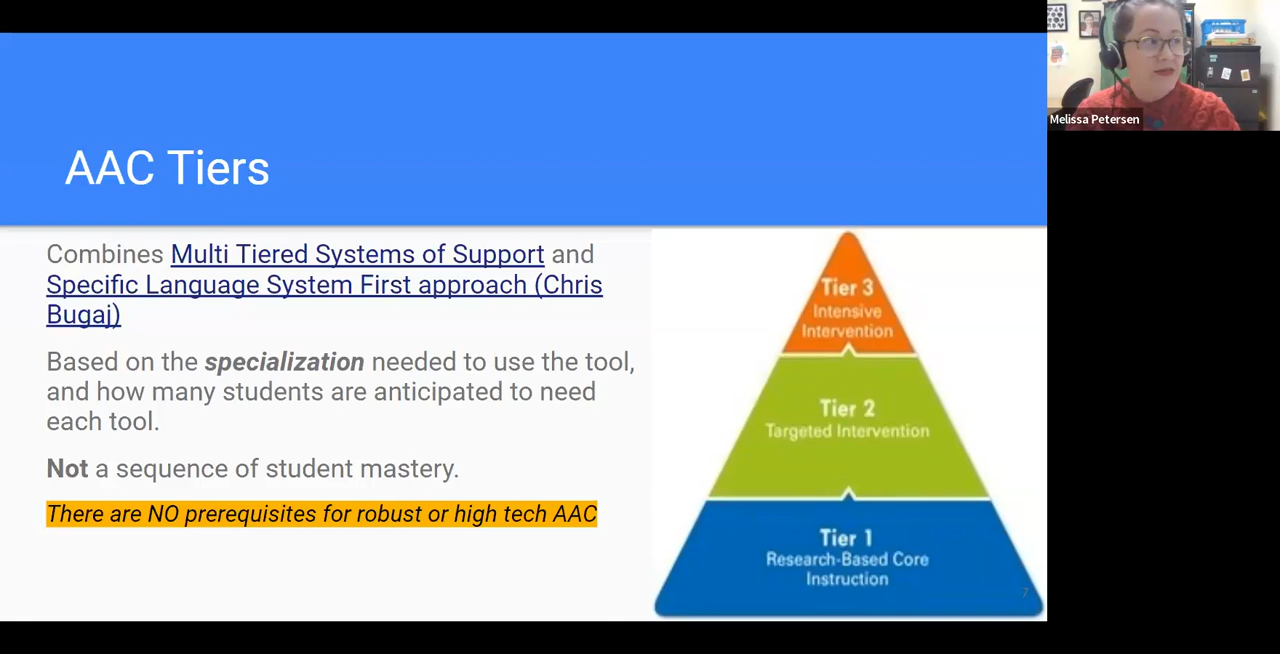 Melissa Petersen
AAC Tiers
Combines Multi Tiered Systems of Support and
Specific Language System First approach (Chris
Bugaj)
Based on the specialization needed to use the tool,
and how many students are anticipated to need
each tool.
Not a sequence of student mastery.
There are NO prerequisites for robust or high tech AAC
Tier 3
Intensive
Intervention
Tier 2
Targeted Intervention
Tier 1
Research-Based Core
Instruction
7